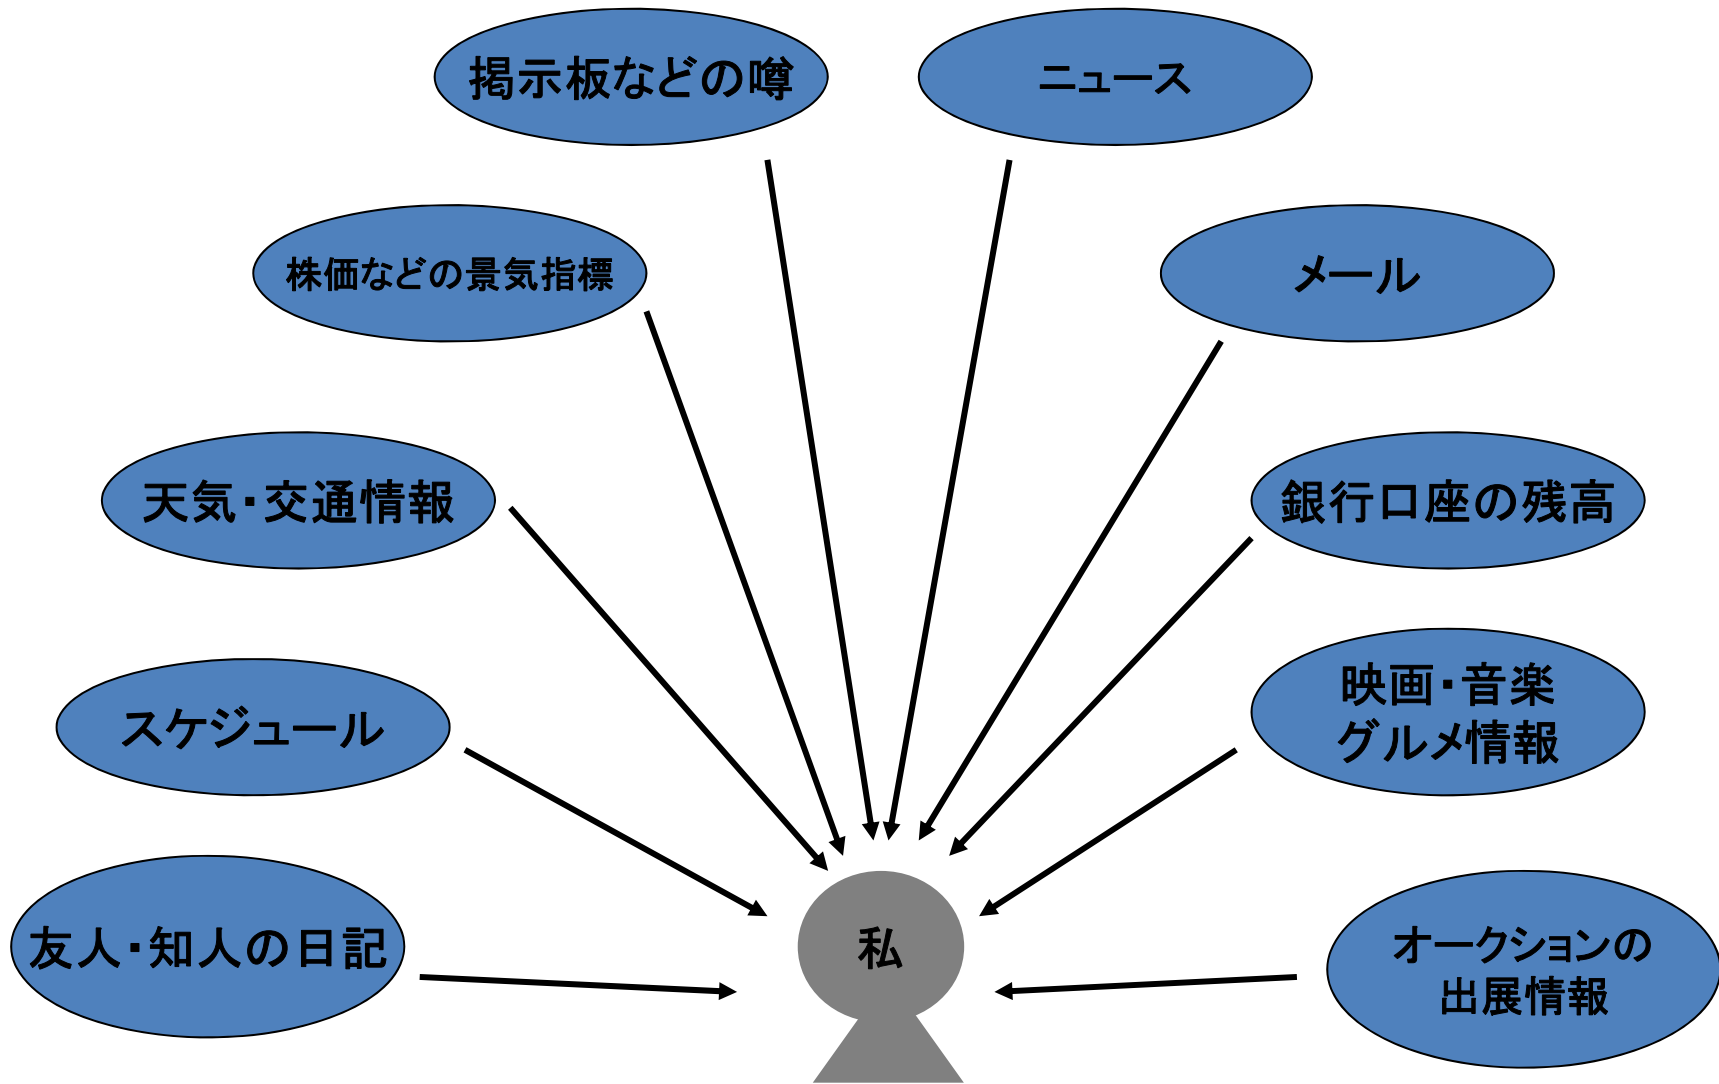 掲示板などの噂
ニュース
株価などの景気指標
メール
天気・交通情報
銀行口座の残高
映画・音楽
グルメ情報
スケジュール
友人・知人の日記
私
オークションの
出展情報